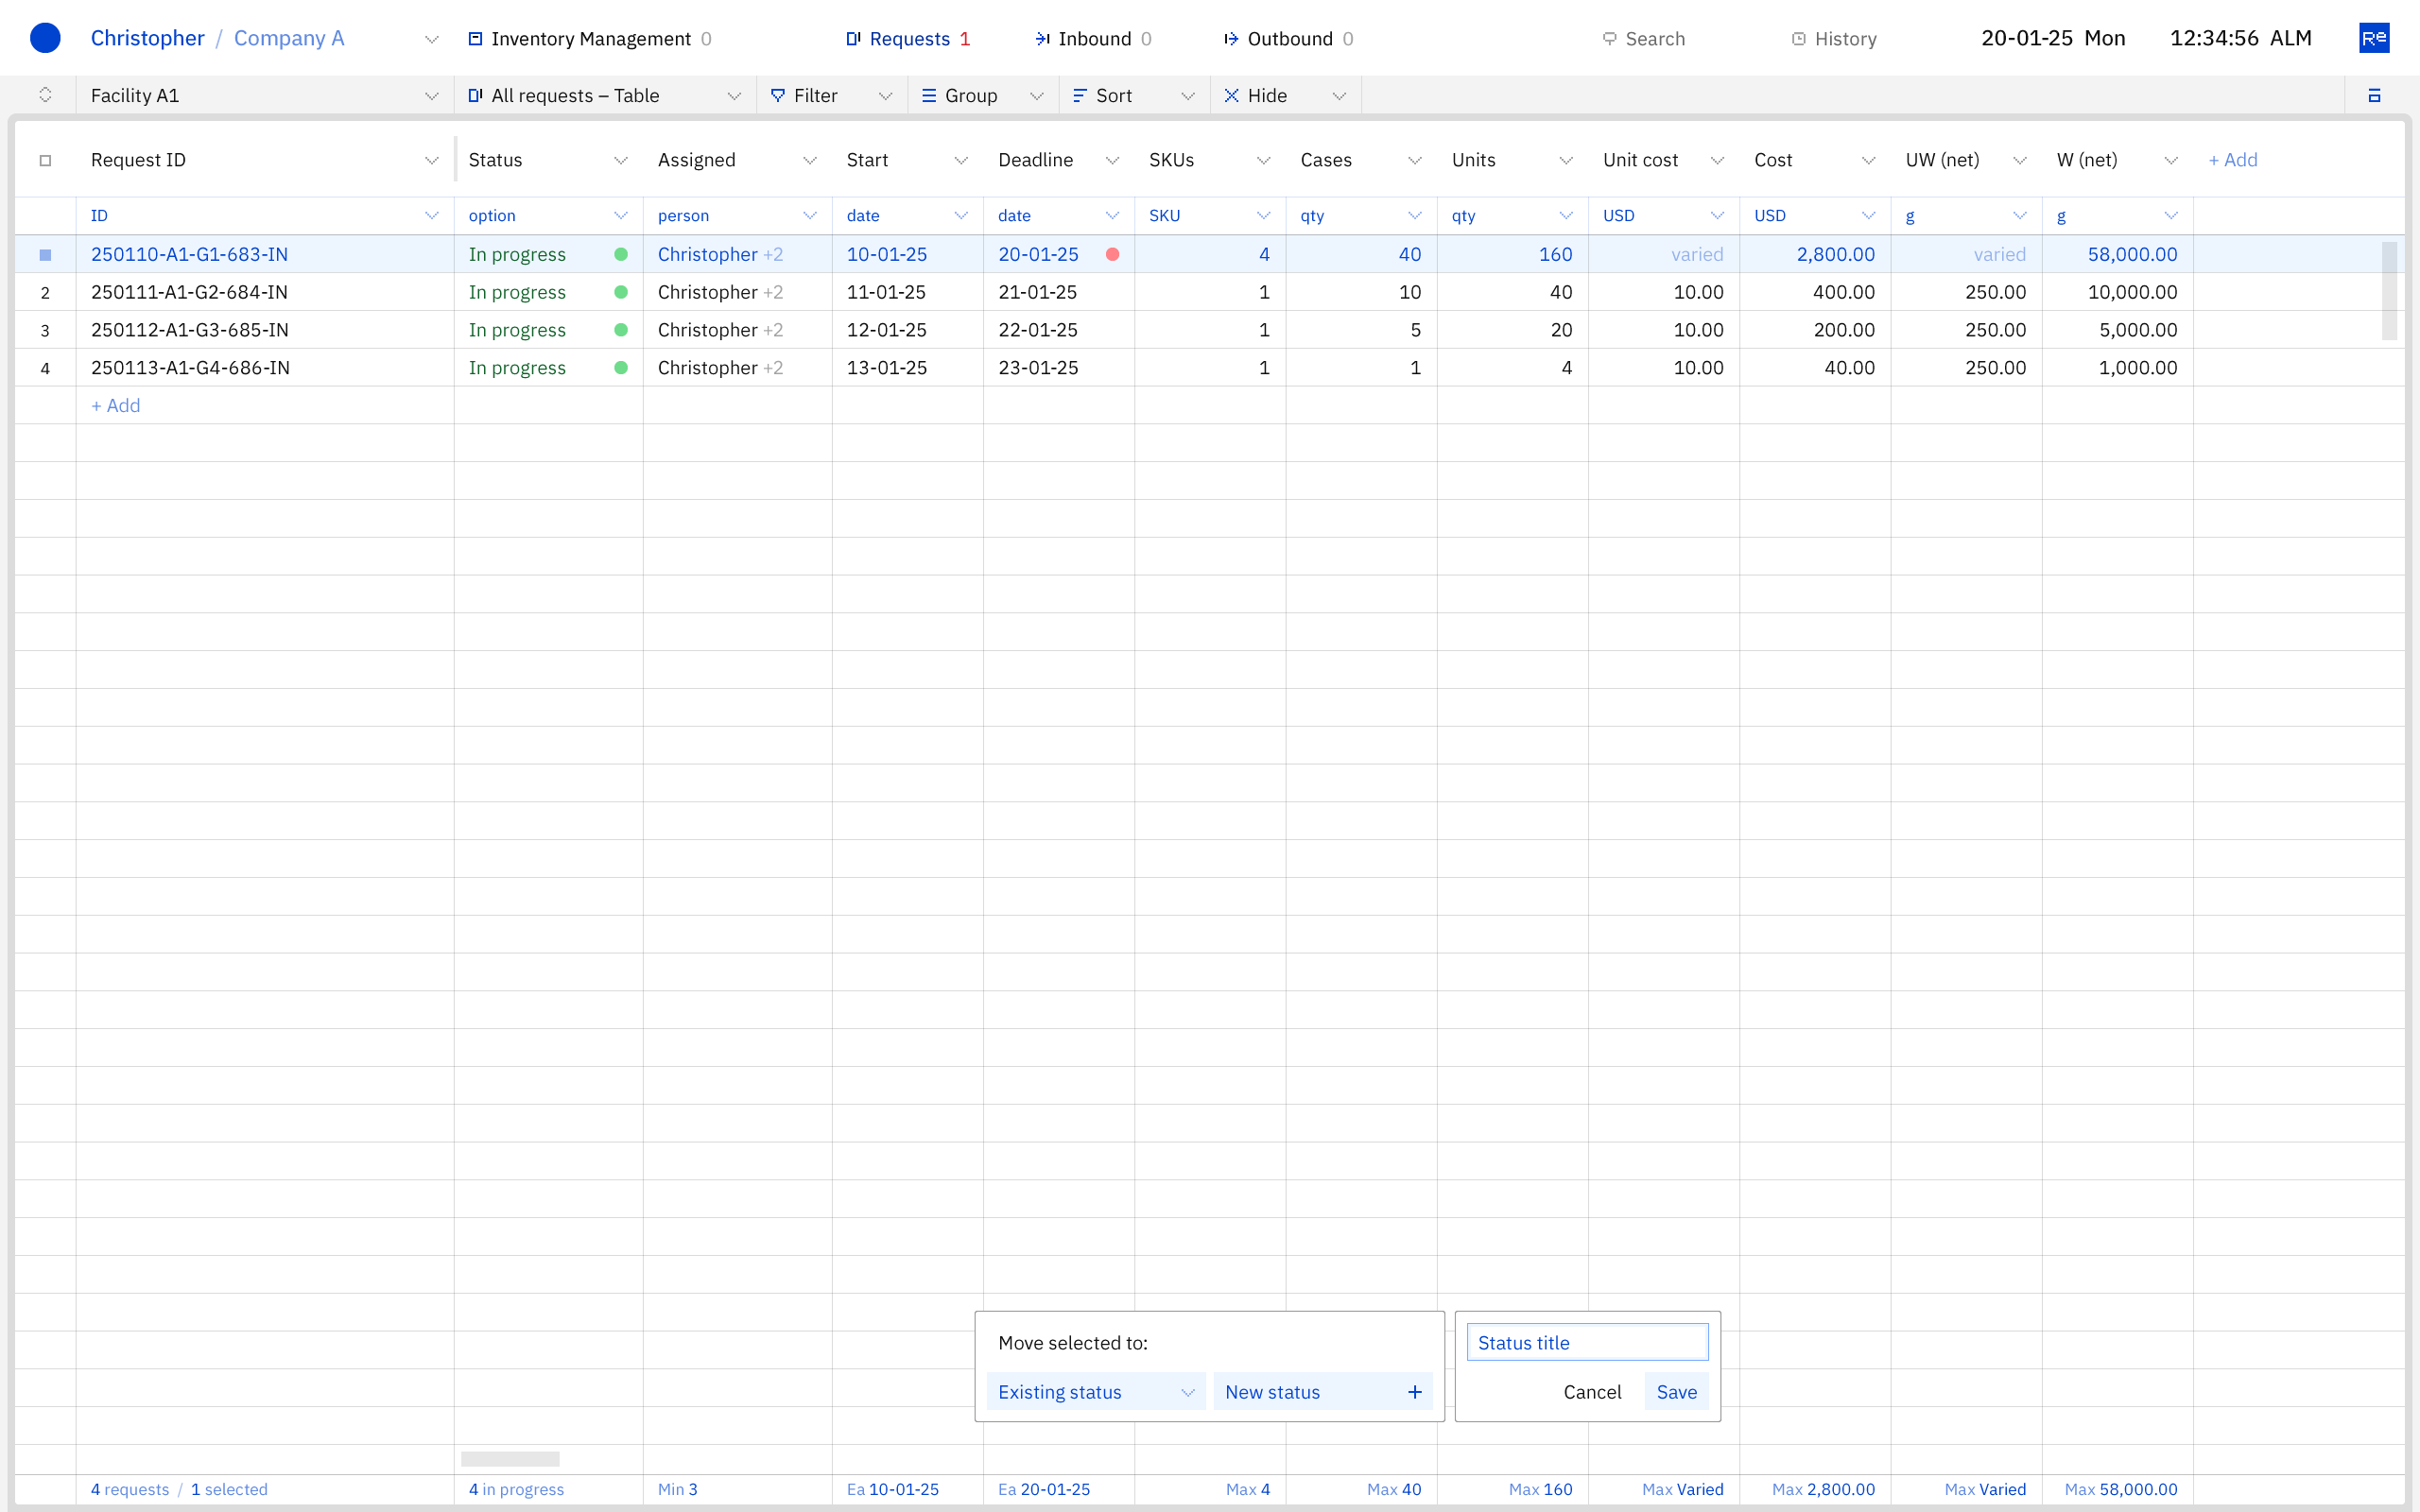 Christopher / Company A Inventory Management 0 Requests 1 Inbound 0 Outbound 0 Search History 20-01-25 Mon 12:34:56 ALM Re
Facility A1 All requests – Table Filter Group Sort Hide
Request ID Status Assigned Start Deadline SKUs Cases Units Unit cost Cost UW (net) W (net) + Add
ID option person date date SKU qty qty USD USD g g
250110-A1-G1-683-IN In progress Christopher +2 10-01-25 20-01-25 4 40 160 varied 2,800.00 varied 58,000.00
2 250111-A1-G2-684-IN In progress Christopher +2 11-01-25 21-01-25 1 10 40 10.00 400.00 250.00 10,000.00
3 250112-A1-G3-685-IN In progress Christopher +2 12-01-25 22-01-25 1 5 20 10.00 200.00 250.00 5,000.00
4 250113-A1-G4-686-IN In progress Christopher +2 13-01-25 23-01-25 1 1 4 10.00 40.00 250.00 1,000.00
+ Add
Move selected to:
Existing status New status +
Status title
Cancel Save
4 requests / 1 selected 4 in progress Min 3 Ea 10-01-25 Ea 20-01-25 Max 4 Max 40 Max 160 Max Varied Max 2,800.00 Max Varied Max 58,000.00